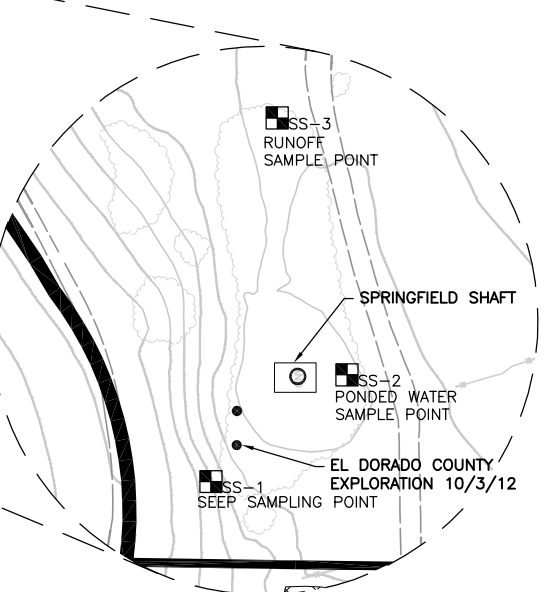 SS-3
RUNOFF
SAMPLE POINT
SPRINGFIELD SHAFT
SS-2
PONDED WATER
SAMPLE POINT
EL DORADO COUNTY
EXPLORATION 10/3/12
SS-1
SEEP SAMPLING POINT